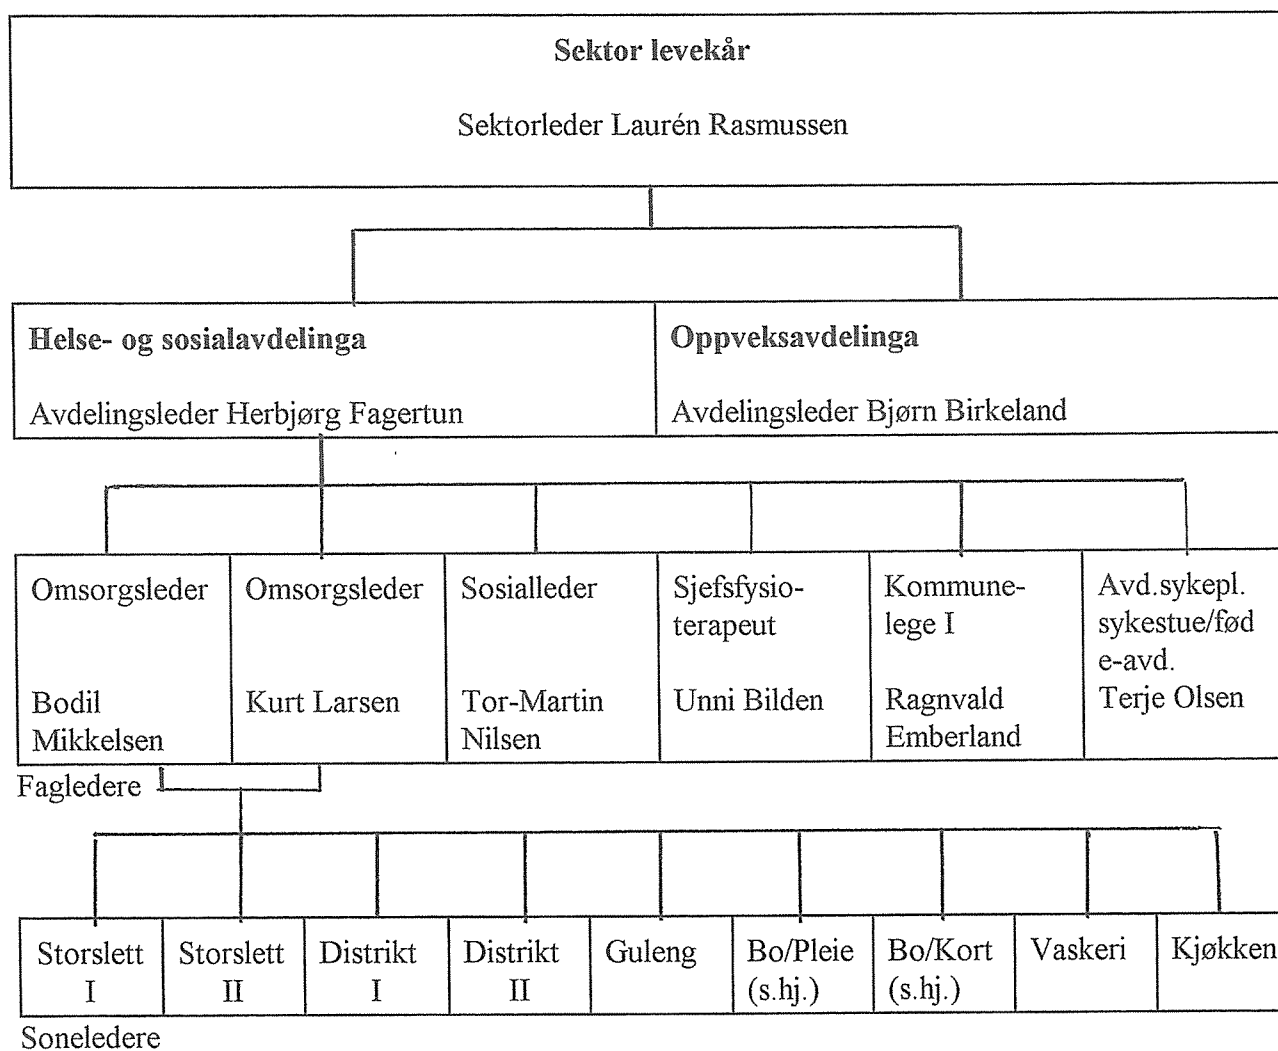 Sektor levekår
Sektorleder Laurén Rasmussen
Helse- og sosialavdelinga
Avdelingsleder Herbjørg Fagertun
Oppveksavdelinga
Avdelingsleder Bjørn Birkeland
Omsorgsleder
Bodil
Mikkelsen
Omsorgsleder
Kurt Larsen
Sosialleder
Tor-Martin
Nilsen
Sjefsfysio-
terapeut
Unni Bilden
Kommune-
lege I
Ragnvald
Emberland
Avd.sykepl.
sykestue/fød
e-avd.
Terje Olsen
Fagledere
Storslett
I
Storslett
II
Distrikt
I
Distrikt
II
Guleng
Bo/Pleie
(s.hj.)
Bo/Kort
(s.hj.)
Vaskeri
Kjøkken
Soneledere